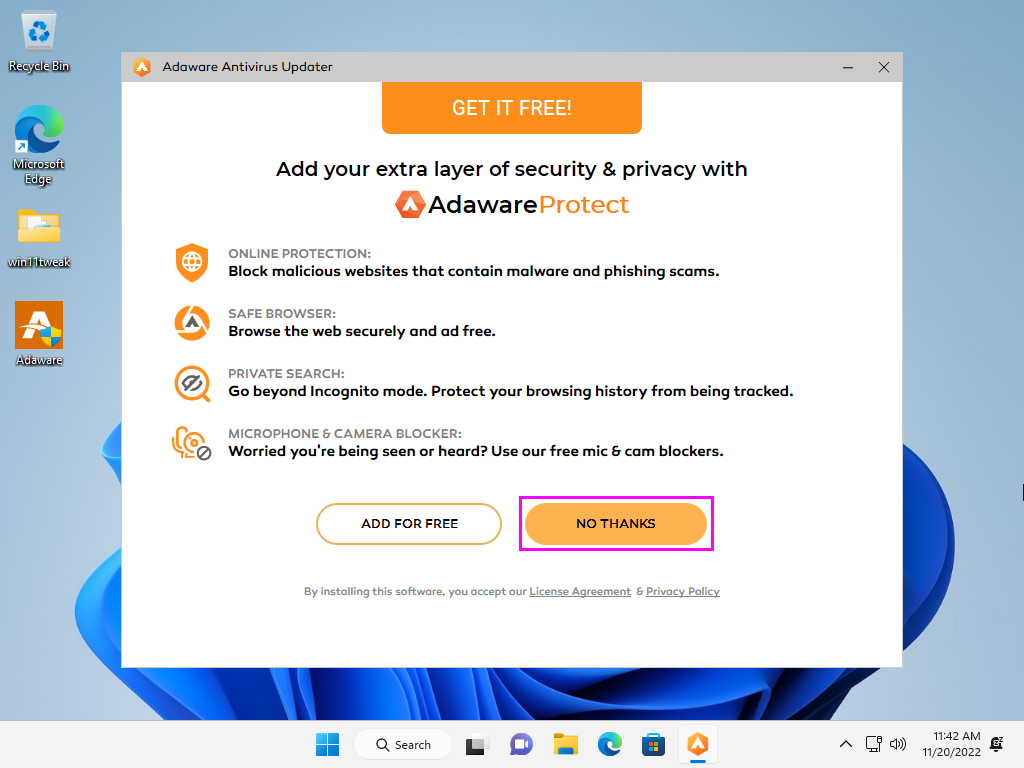 Recycle Bin
Microsoft
Edge
win11tweak
Adaware
Adaware Antivirus Updater
GET IT FREE!
Add your extra layer of security & privacy with
AdawareProtect
ONLINE PROTECTION:
Block malicious websites that contain malware and phishing scams.
SAFE BROWSER:
Browse the web securely and ad free.
PRIVATE SEARCH:
Go beyond Incognito mode. Protect your browsing history from being tracked.
MICROPHONE & CAMERA BLOCKER:
Worried you're being seen or heard? Use our free mic & cam blockers.
ADD FOR FREE
NO THANKS
By installing this software, you accept our License Agreement & Privacy Policy
Search
11:42 AM
11/20/2022